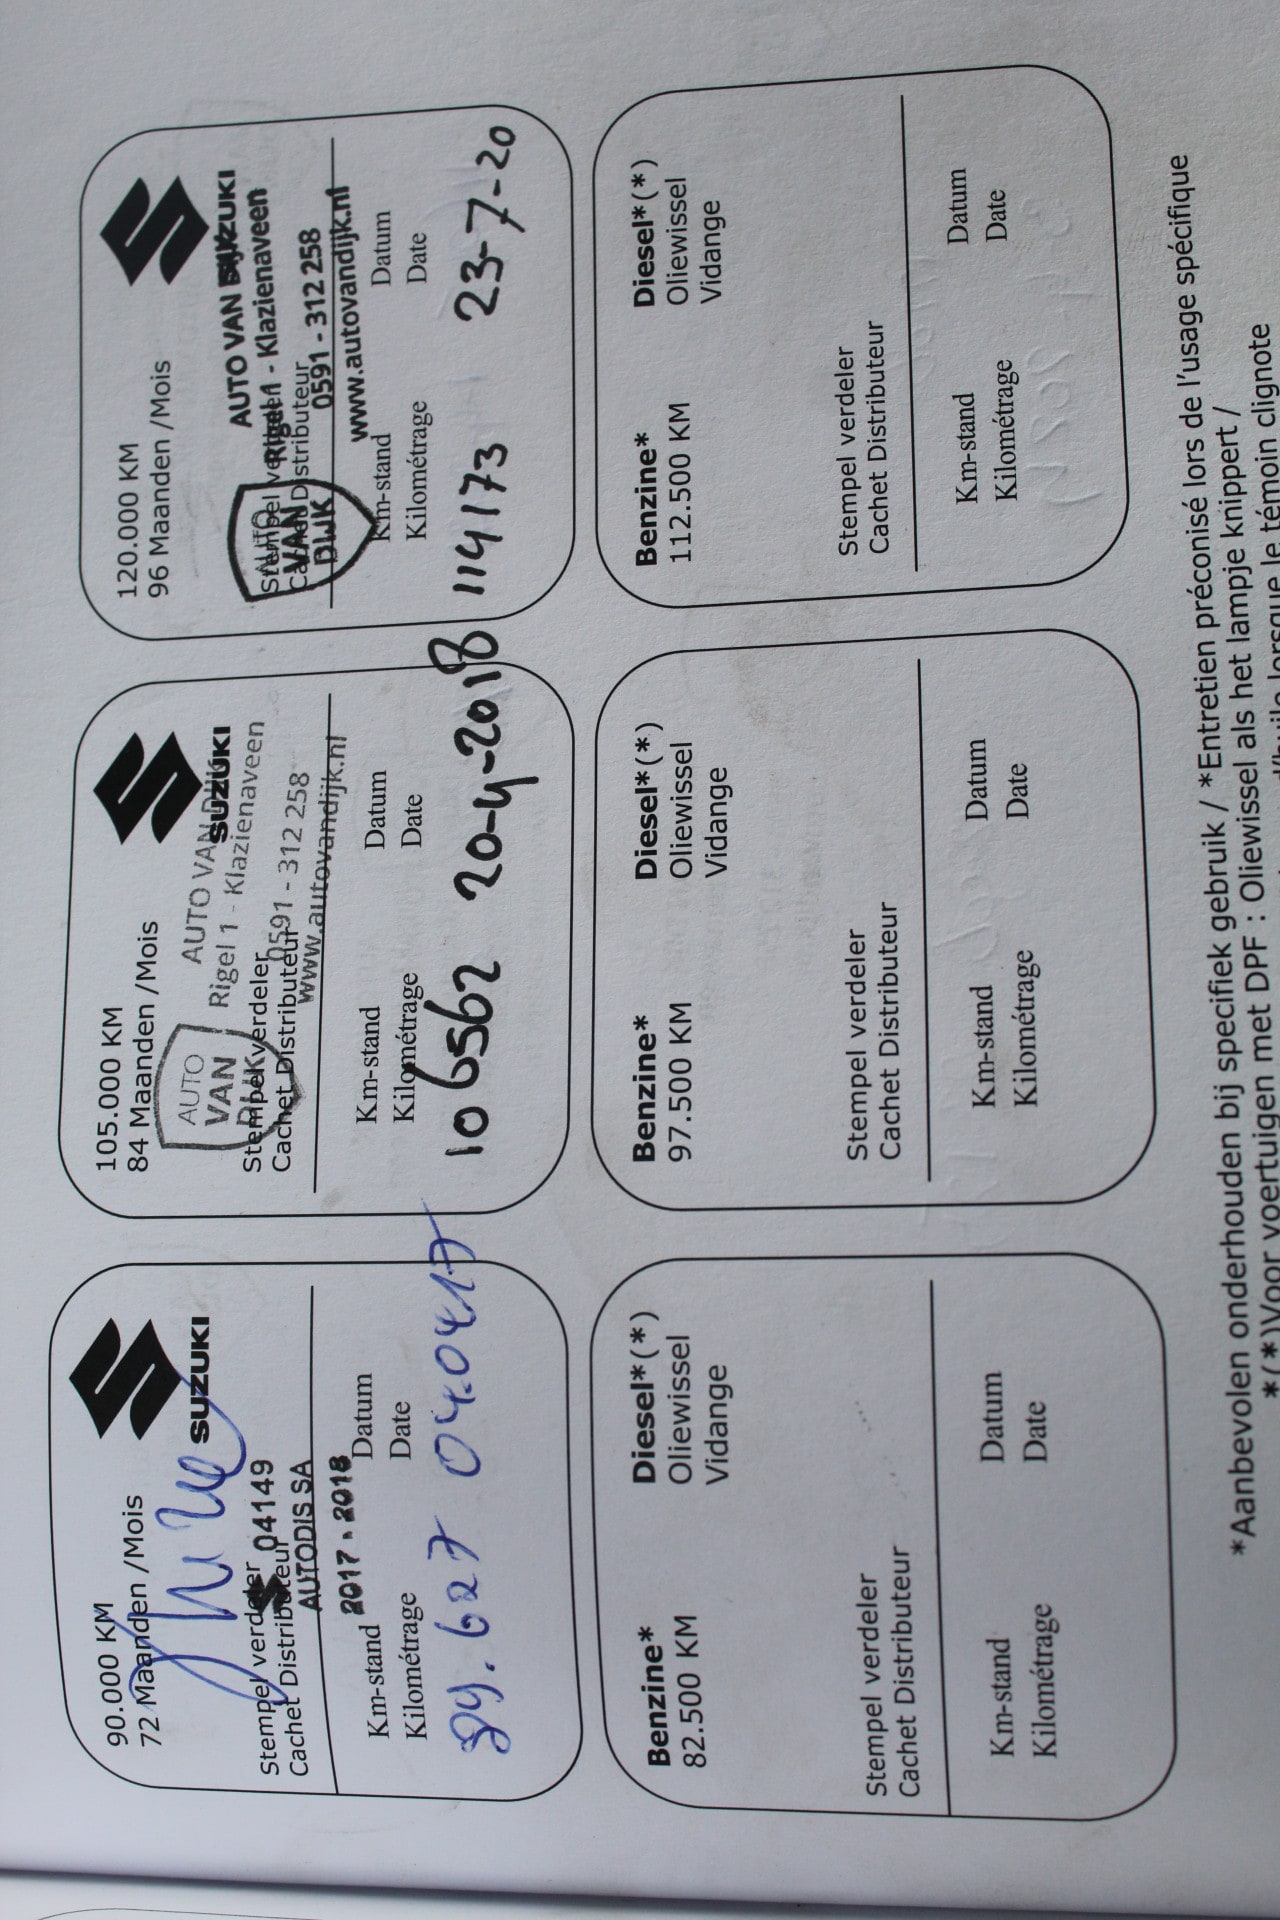 90.000 KM
72 Maanden /Mois
SUZUKI
Stempel verdeler
Cachet Distributeur
04149
AUTODIS SA
2017 - 2018
Km-stand
Kilométrage
Datum
Date
89.627 04.04.17
105.000 KM
84 Maanden /Mois
SUZUKI
Stempel verdeler
Cachet Distributeur
AUTO
VAN
DIJK
AUTO VAN DIJK
Rigel 1 - Klazienaveen
0591 - 312 258
www.autovandijk.nl
Km-stand
Kilométrage
Datum
Date
106562 20-4-2018
120.000 KM
96 Maanden /Mois
SUZUKI
Stempel verdeler
Cachet Distributeur
AUTO
VAN
DIJK
AUTO VAN DIJK
Rigel 1 - Klazienaveen
0591 - 312 258
www.autovandijk.nl
Km-stand
Kilométrage
Datum
Date
114173 23-7-20
Benzine*
82.500 KM
Diesel*(*)
Oliewissel
Vidange
Stempel verdeler
Cachet Distributeur
Km-stand
Kilométrage
Datum
Date
Benzine*
97.500 KM
Diesel*(*)
Oliewissel
Vidange
Stempel verdeler
Cachet Distributeur
Km-stand
Kilométrage
Datum
Date
Benzine*
112.500 KM
Diesel*(*)
Oliewissel
Vidange
Stempel verdeler
Cachet Distributeur
Km-stand
Kilométrage
Datum
Date
*Aanbevolen onderhouden bij specifiek gebruik / *Entretien préconisé lors de l'usage spécifique
*(*)Voor voertuigen met DPF : Oliewissel als het lampje knippert /
d'huile lorsque le témoin clignote